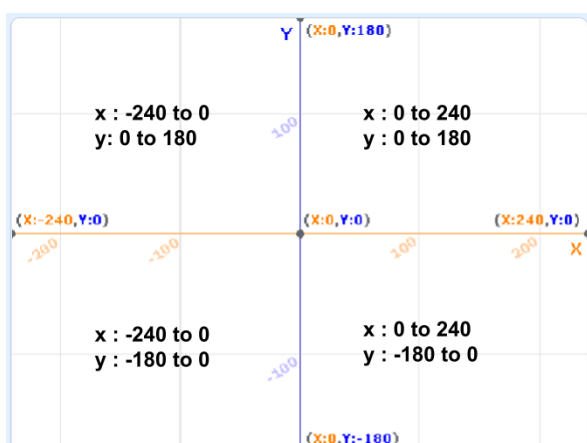 Y (X:0,Y:180)
x : -240 to 0
y: 0 to 180
x : 0 to 240
y : 0 to 180
100
(X:-240,Y:0)
(X:0,Y:0)
(X:240,Y:0)
-200
-100
100
200
X
x : -240 to 0
y : -180 to 0
x : 0 to 240
y : -180 to 0
-100
(X:0,Y:-180)